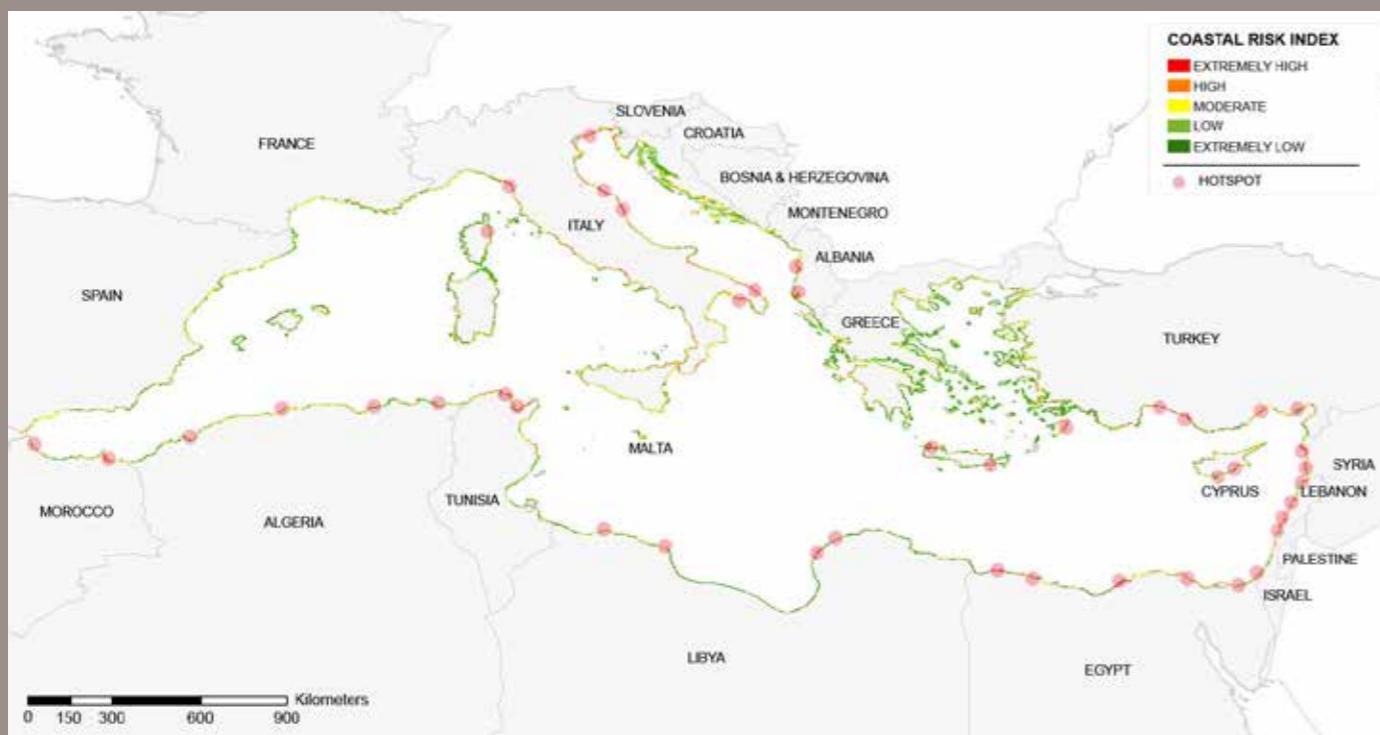 COASTAL RISK INDEX
EXTREMELY HIGH
HIGH
MODERATE
LOW
EXTREMELY LOW
HOTSPOT
SLOVENIA
CROATIA
FRANCE
BOSNIA & HERZEGOVINA
MONTENEGRO
ITALY
ALBANIA
SPAIN
GREECE
TURKEY
MALTA
SYRIA
CYPRUS
LEBANON
TUNISIA
MOROCCO
ALGERIA
PALESTINE
ISRAEL
LIBYA
EGYPT
Kilometers
0 150 300 600 900